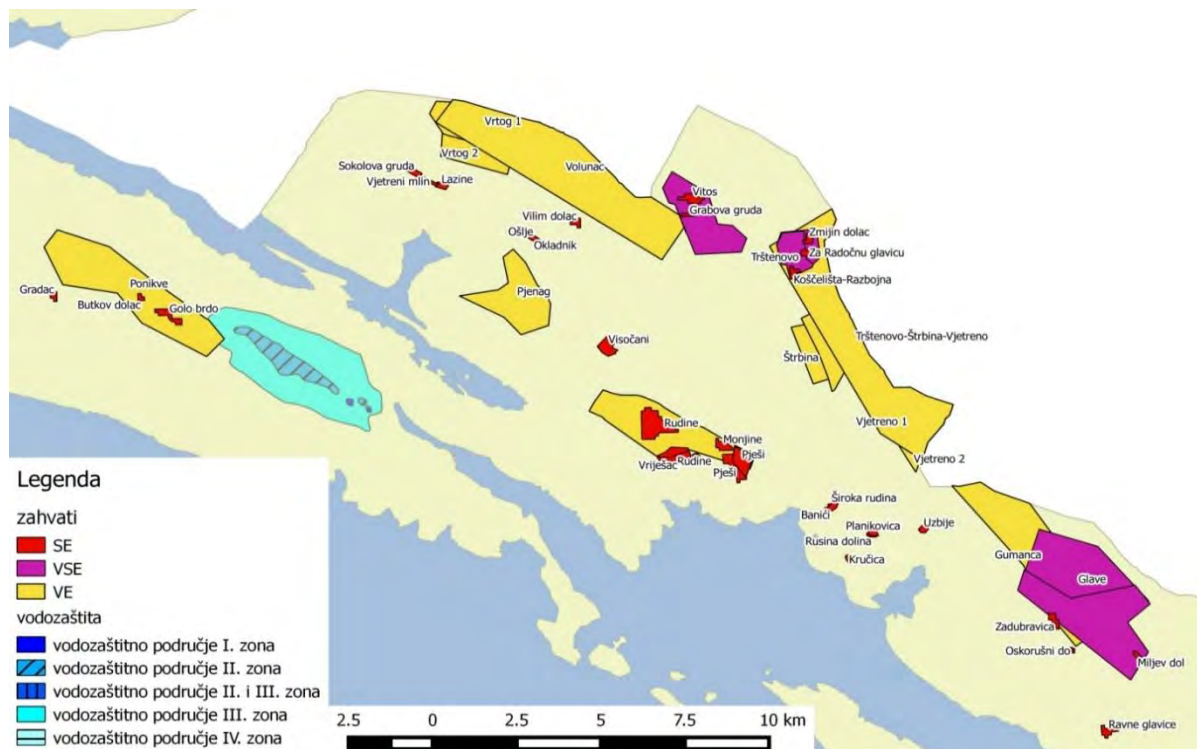 Vrtog 1
Vrtog 2
Volunac
Sokolova gruda
Vjetreni mlin
Lazine
Vitos
Grabova gruda
Vilim dolac
Ošlje
Okladnik
Zmijin dolac
Za Radočnu glavicu
Trštenovo
Koščelišta-Razbojna
Gradac
Ponikve
Butkov dolac
Golo brdo
Pjenag
Visočani
Štrbina
Trštenovo-Štrbina-Vjetreno
Rudine
Monjine
Vjetreno 1
Vriješac
Rudine
Pješi
Pješi
Vjetreno 2
Široka rudina
Banići
Planikovica
Uzbije
Rusina dolina
Kručica
Gumanca
Glave
Zadubravica
Oskorušni do
Miljev dol
Ravne glavice
Legenda
zahvati
SE
VSE
VE
vodozaštita
vodozaštitno područje I. zona
vodozaštitno područje II. zona
vodozaštitno područje II. i III. zona
vodozaštitno područje III. zona
vodozaštitno područje IV. zona
2.5 0 2.5 5 7.5 10 km